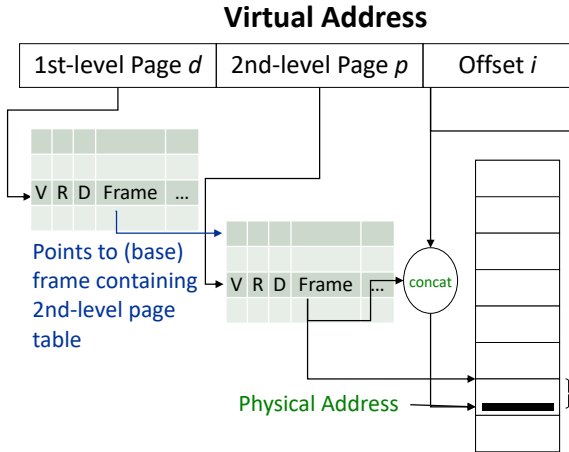 Virtual Address
1st-level Page d
2nd-level Page p
Offset i
V R D Frame ...
Points to (base)
frame containing
2nd-level page
table
V R D Frame ...
concat
Physical Address